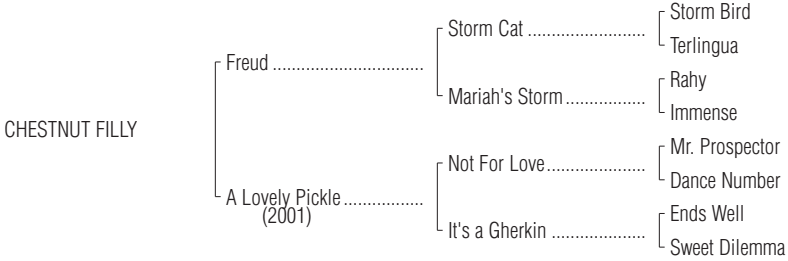 Storm Bird
Storm Cat ..........................
Terlingua
Freud ................................
Rahy
Mariah's Storm.................
Immense
CHESTNUT FILLY
Mr. Prospector
Not For Love.....................
Dance Number
A Lovely Pickle.................
(2001)
Ends Well
It's a Gherkin ....................
Sweet Dilemma